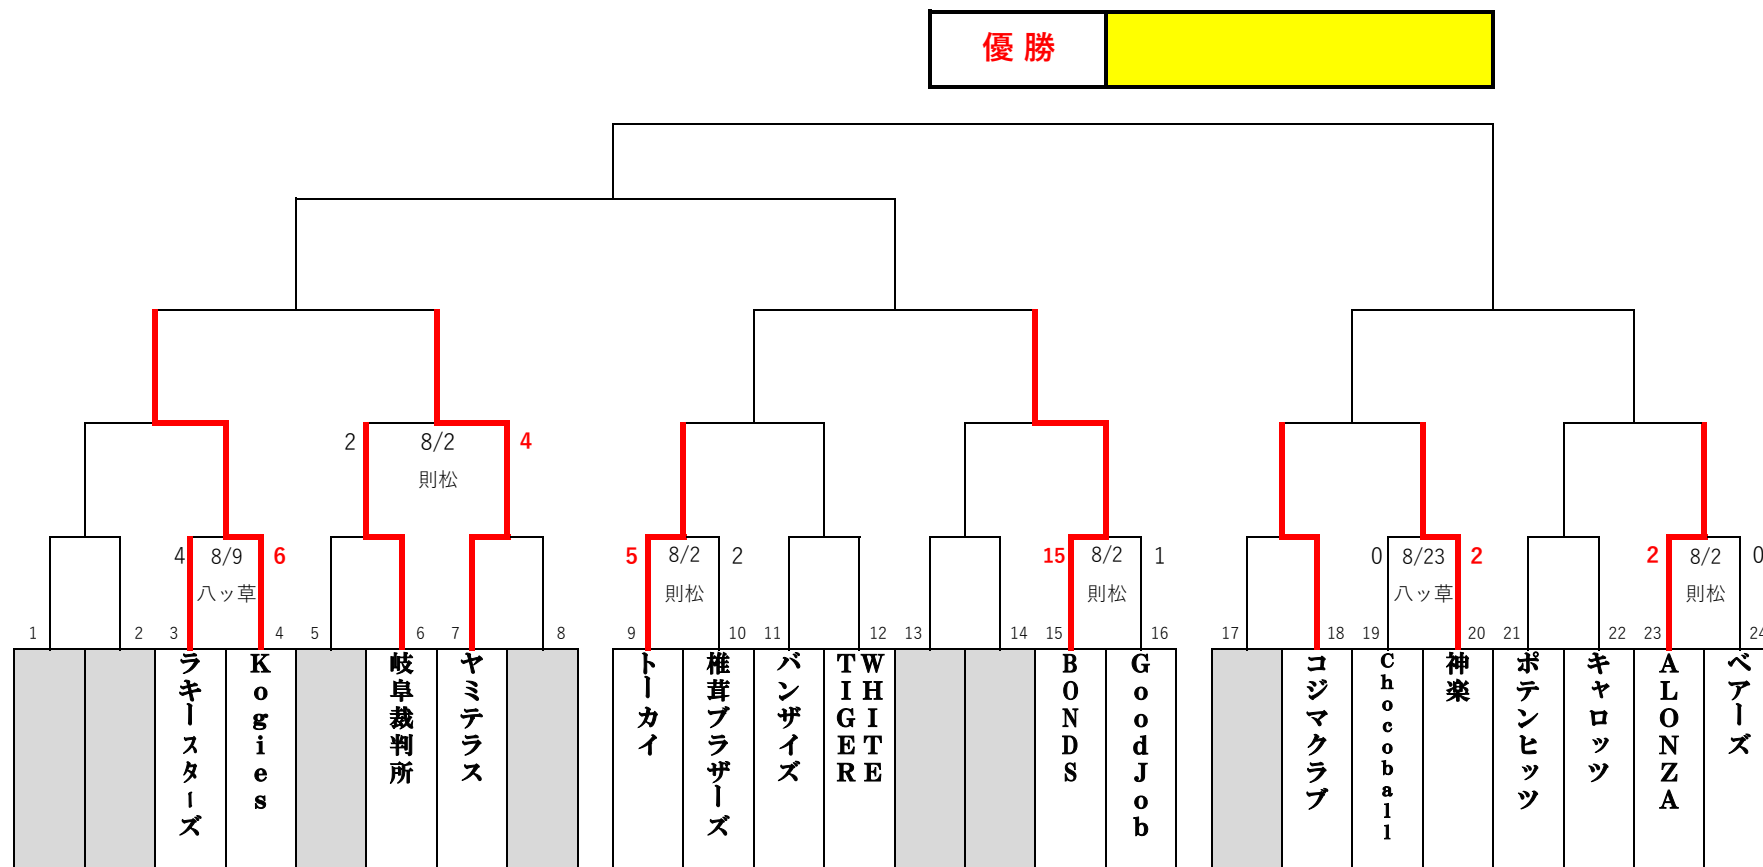 優勝
2 8/2 4
則松
4 8/9 6
八ッ草
5 8/2 2
則松
15 8/2 1
則松
0 8/23 2
八ッ草
2 8/2 0
則松
1 2 3 4 5 6 7 8 9 10 11 12 13 14 15 16 17 18 19 20 21 22 23 24
ラキースターズ
Kogies
岐阜裁判所
ヤミテラス
トーカイ
椎茸ブラザーズ
バンザイズ
WHITE
TIGER
BONDS
GoodJob
コジマクラブ
Chocoball
神楽
ポテンヒッツ
キャロッツ
ALONZA
ベアーズ